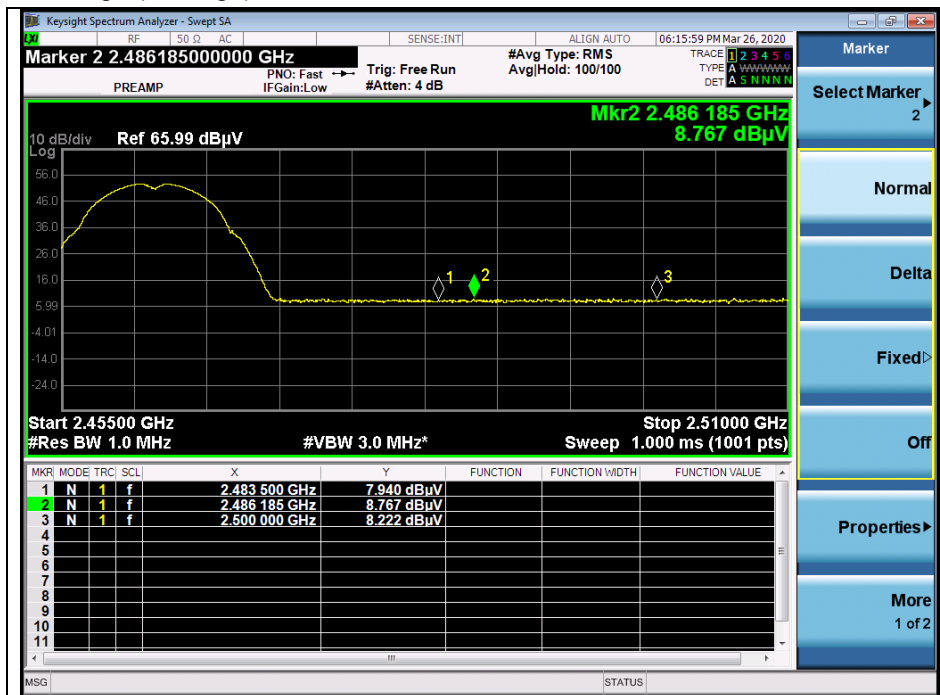 Keysight Spectrum Analyzer - Swept SA
LXI RF 50 Ω AC SENSE:INT ALIGN AUTO 06:15:59 PM Mar 26, 2020
Marker 2 2.486185000000 GHz
PREAMP
PNO: Fast
IFGain:Low
Trig: Free Run
#Atten: 4 dB
#Avg Type: RMS
Avg|Hold: 100/100
TRACE 1 2 3 4 5 6
TYPE A WWWWW
DET A S N N N N
Mkr2 2.486 185 GHz
8.767 dBµV
10 dB/div Ref 65.99 dBµV
Log
56.0
46.0
36.0
26.0
16.0
5.99
-4.01
-14.0
-24.0
1
2
3
Start 2.45500 GHz Stop 2.51000 GHz
#Res BW 1.0 MHz #VBW 3.0 MHz* Sweep 1.000 ms (1001 pts)
MKR MODE TRC SCL X Y FUNCTION FUNCTION WIDTH FUNCTION VALUE
1 N 1 f 2.483 500 GHz 7.940 dBµV
2 N 1 f 2.486 185 GHz 8.767 dBµV
3 N 1 f 2.500 000 GHz 8.222 dBµV
4
5
6
7
8
9
10
11
MSG STATUS
Marker
Select Marker
2
Normal
Delta
Fixed
Off
Properties
More
1 of 2